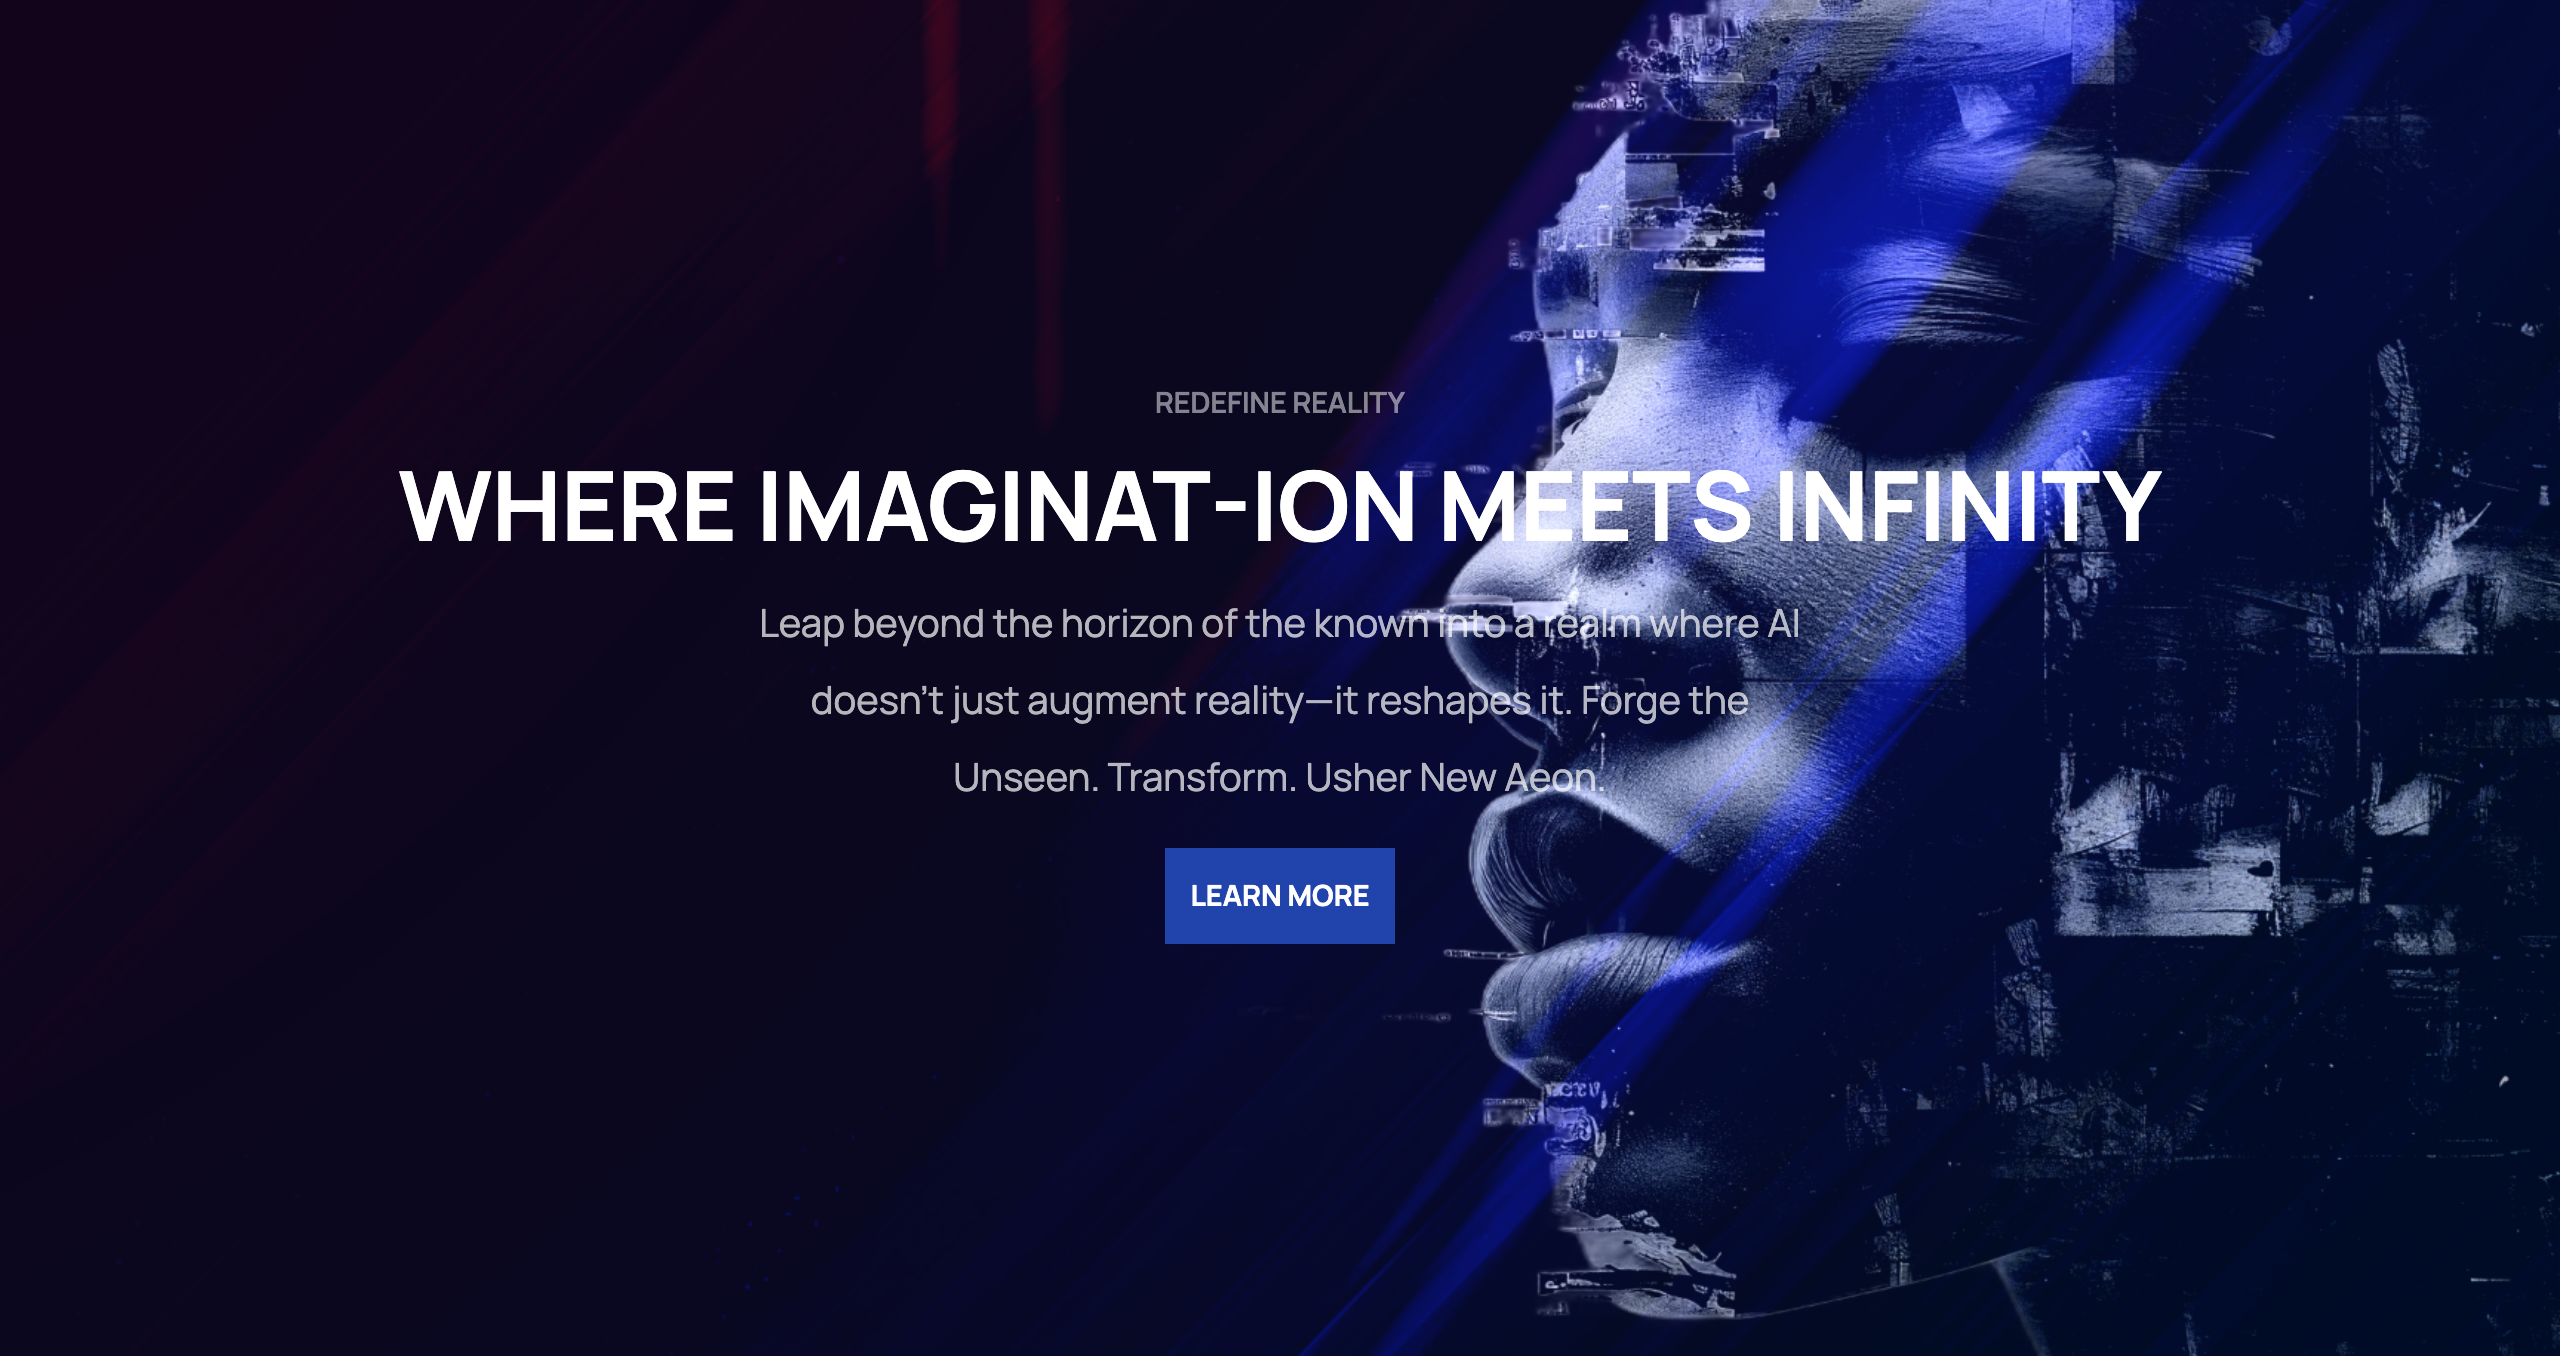 REDEFINE REALITY
WHERE IMAGINAT-ION MEETS INFINITY
Leap beyond the horizon of the known into a realm where AI
doesn't just augment reality—it reshapes it. Forge the
Unseen. Transform. Usher New Aeon.
LEARN MORE